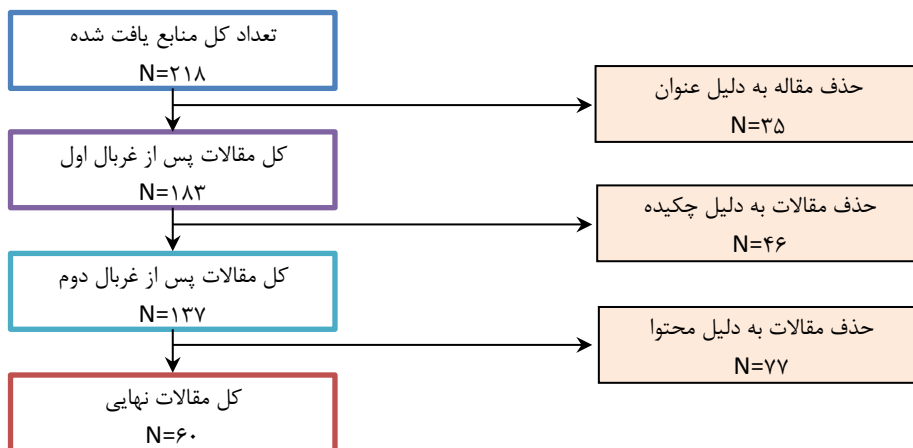 تعداد کل منابع یافت شده
N=۲۱۸
حذف مقاله به دلیل عنوان
N=۳۵
کل مقالات پس از غربال اول
N=۱۸۳
حذف مقالات به دلیل چکیده
N=۴۶
کل مقالات پس از غربال دوم
N=۱۳۷
حذف مقالات به دلیل محتوا
N=۷۷
کل مقالات نهایی
N=۶۰